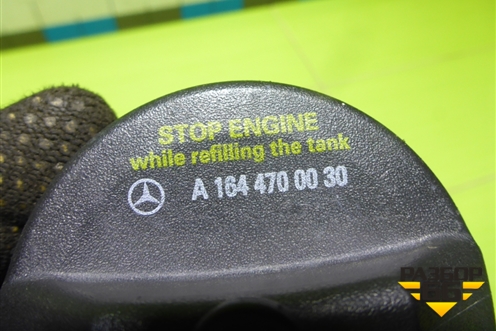 STOP ENGINE
while refilling the tank
A 164 470 00 30
РАЗБОР